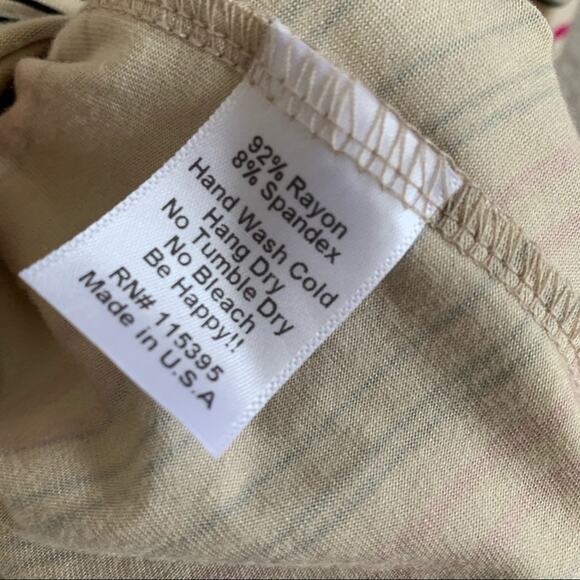 92% Rayon
8% Spandex
Hand Wash Cold
Hang Dry
No Tumble Dry
No Bleach
Be Happy!!
RN# 115395
Made in U.S.A